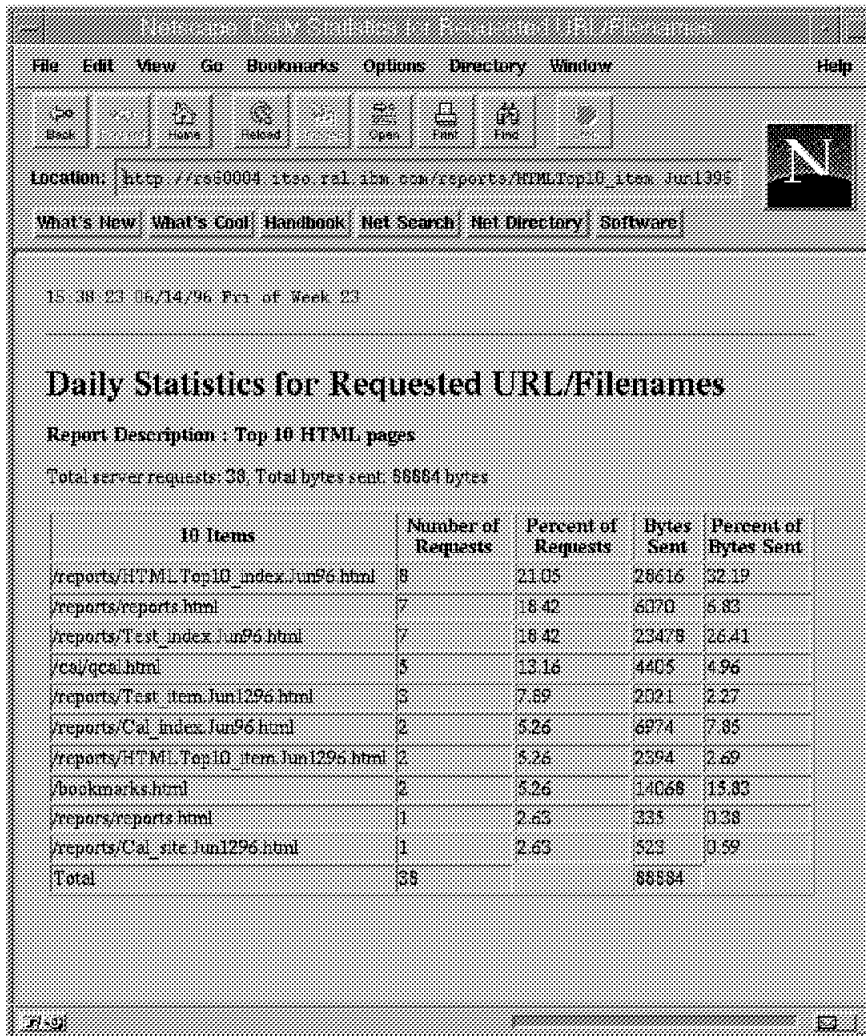 Netscape: Daily Statistics for Requested URL/Filenames
File Edit View Go Bookmarks Options Directory Window Help
Back Home Reload Open Print Find
N
Location: http://rs60004.itso.ral.ibm.com/reports/HTMLTop10_item.Jun1396
What's New What's Cool Handbook Net Search Net Directory Software
15:38:23 06/14/96 Fri of Week 23
Daily Statistics for Requested URL/Filenames
Report Description : Top 10 HTML pages
Total server requests: 38, Total bytes sent: 88884 bytes
10 Items Number of Requests Percent of Requests Bytes Sent Percent of Bytes Sent
/reports/HTMLTop10_index.Jun96.html 8 21.05 28616 32.19
/reports/reports.html 7 18.42 6070 6.83
/reports/Test_index.Jun96.html 7 18.42 23478 26.41
/cal/qcal.html 5 13.16 4405 4.96
/reports/Test_item.Jun1296.html 3 7.89 2021 2.27
/reports/Cal_index.Jun96.html 2 5.26 6974 7.85
/reports/HTMLTop10_item.Jun1296.html 2 5.26 2394 2.69
/bookmarks.html 2 5.26 14068 15.83
/repors/reports.html 1 2.63 335 0.38
/reports/Cal_site.Jun1296.html 1 2.63 523 0.59
Total 38 88884